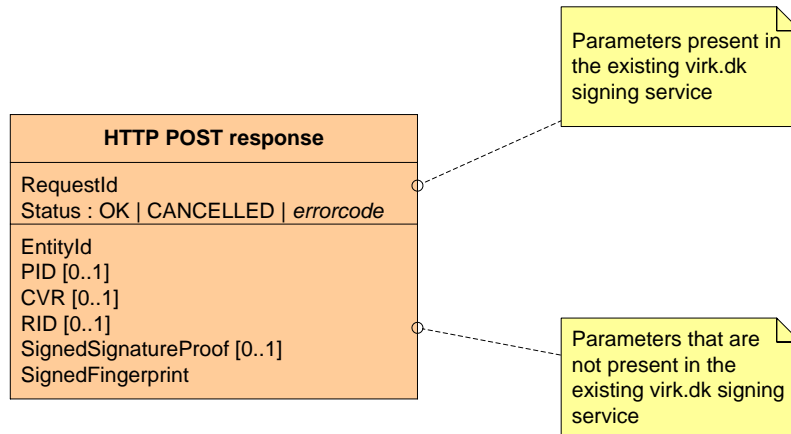 Parameters present in
the existing virk.dk
signing service
HTTP POST response
RequestId
Status : OK | CANCELLED | errorcode
EntityId
PID [0..1]
CVR [0..1]
RID [0..1]
SignedSignatureProof [0..1]
SignedFingerprint
Parameters that are
not present in the
existing virk.dk signing
service